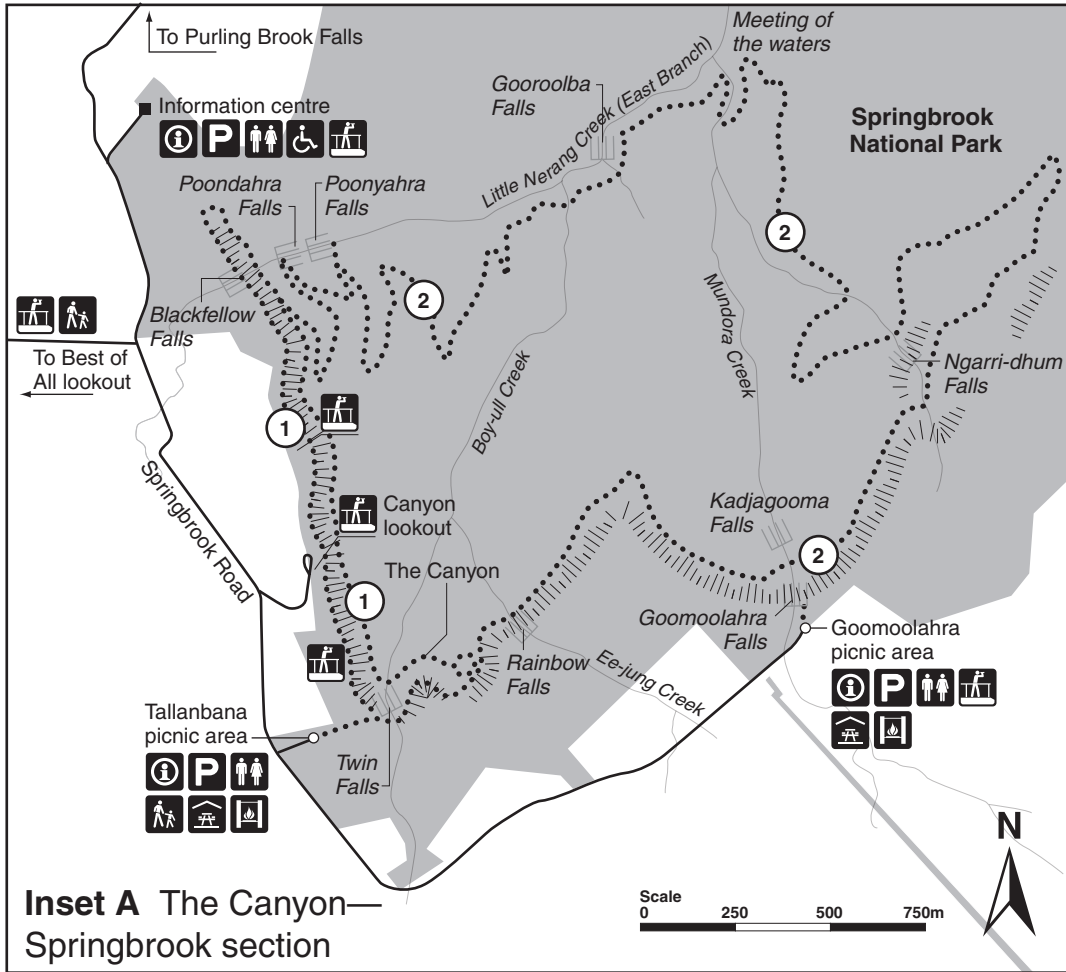 To Purling Brook Falls
Meeting of
the waters
Information centre
Gooroolba
Falls
Little Nerang Creek (East Branch)
Springbrook
National Park
Poondahra
Falls
Poonyahra
Falls
2
2
Blackfellow
Falls
Mundora Creek
To Best of
All lookout
Ngarri-dhum
Falls
1
Boy-ull Creek
Springbrook Road
Canyon
lookout
Kadjagooma
Falls
The Canyon
2
1
Goomoolahra
Falls
Goomoolahra
picnic area
Rainbow
Falls
Ee-jung Creek
Tallanbana
picnic area
Twin
Falls
i P
i P
i P
N
Inset A The Canyon—
Springbrook section
Scale
0 250 500 750m